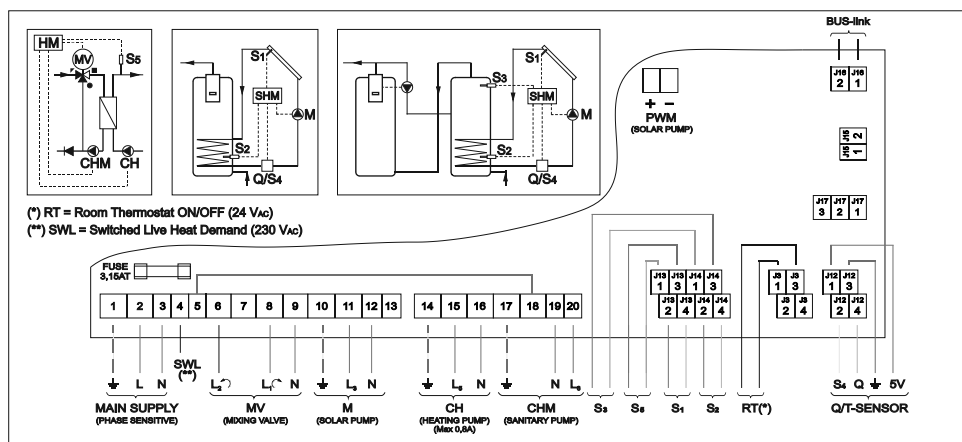 BUS-link
HM
MV
S5
CHM CH
S1
SHM
M
S2
Q/S4
S3
S1
SHM
M
S2
Q/S4
+ −
PWM
(SOLAR PUMP)
J16 J16
2 1
J15 2
J15 1
J17 J17 J17
3 2 1
(*) RT = Room Thermostat ON/OFF (24 VAC)
(**) SWL = Switched Live Heat Demand (230 VAC)
FUSE
3,15AT
J13 J13 J14 J14
1 3 1 3
J13 J13 J14 J14
2 4 2 4
J3 J3
1 3
J3 J3
2 4
J12 J12
1 3
J12 J12
2 4
1 2 3 4 5 6 7 8 9 10 11 12 13 14 15 16 17 18 19 20
SWL
(**)
L N L2 L1 N L3 N L5 N N L6 S4 Q 5V
MAIN SUPPLY
(PHASE SENSITIVE)
MV
(MIXING VALVE)
M
(SOLAR PUMP)
CH
(HEATING PUMP)
(Max 0,8A)
CHM
(SANITARY PUMP)
S3 S5 S1 S2 RT(*)
Q/T-SENSOR